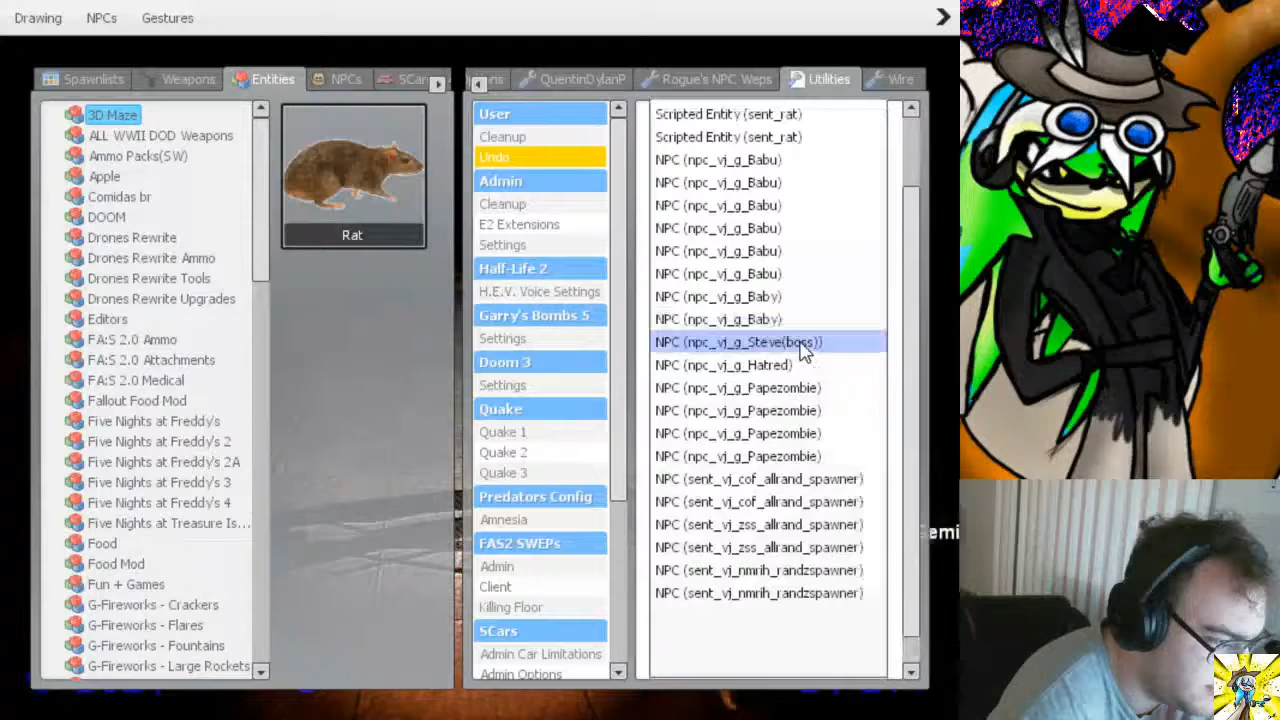 Drawing NPCs Gestures
Spawnlists Weapons Entities NPCs SCar
QuentinDylanP Rogue's NPC Weps Utilities Wire
3D Maze
ALL WWII DOD Weapons
Ammo Packs(SW)
Apple
Comidas br
DOOM
Drones Rewrite
Drones Rewrite Ammo
Drones Rewrite Tools
Drones Rewrite Upgrades
Editors
FA:S 2.0 Ammo
FA:S 2.0 Attachments
FA:S 2.0 Medical
Fallout Food Mod
Five Nights at Freddy's
Five Nights at Freddy's 2
Five Nights at Freddy's 2A
Five Nights at Freddy's 3
Five Nights at Freddy's 4
Five Nights at Treasure Is...
Food
Food Mod
Fun + Games
G-Fireworks - Crackers
G-Fireworks - Flares
G-Fireworks - Fountains
G-Fireworks - Large Rockets
Rat
User
Cleanup
Undo
Admin
Cleanup
E2 Extensions
Settings
Half-Life 2
H.E.V. Voice Settings
Garry's Bombs 5
Settings
Doom 3
Settings
Quake
Quake 1
Quake 2
Quake 3
Predators Config
Amnesia
FAS2 SWEPs
Admin
Client
Killing Floor
SCars
Admin Car Limitations
Admin Options
Scripted Entity (sent_rat)
Scripted Entity (sent_rat)
NPC (npc_vj_g_Babu)
NPC (npc_vj_g_Babu)
NPC (npc_vj_g_Babu)
NPC (npc_vj_g_Babu)
NPC (npc_vj_g_Babu)
NPC (npc_vj_g_Babu)
NPC (npc_vj_g_Baby)
NPC (npc_vj_g_Baby)
NPC (npc_vj_g_Steve(boss))
NPC (npc_vj_g_Hatred)
NPC (npc_vj_g_Papezombie)
NPC (npc_vj_g_Papezombie)
NPC (npc_vj_g_Papezombie)
NPC (npc_vj_g_Papezombie)
NPC (sent_vj_cof_allrand_spawner)
NPC (sent_vj_cof_allrand_spawner)
NPC (sent_vj_zss_allrand_spawner)
NPC (sent_vj_zss_allrand_spawner)
NPC (sent_vj_nmrih_randzspawner)
NPC (sent_vj_nmrih_randzspawner)
emi